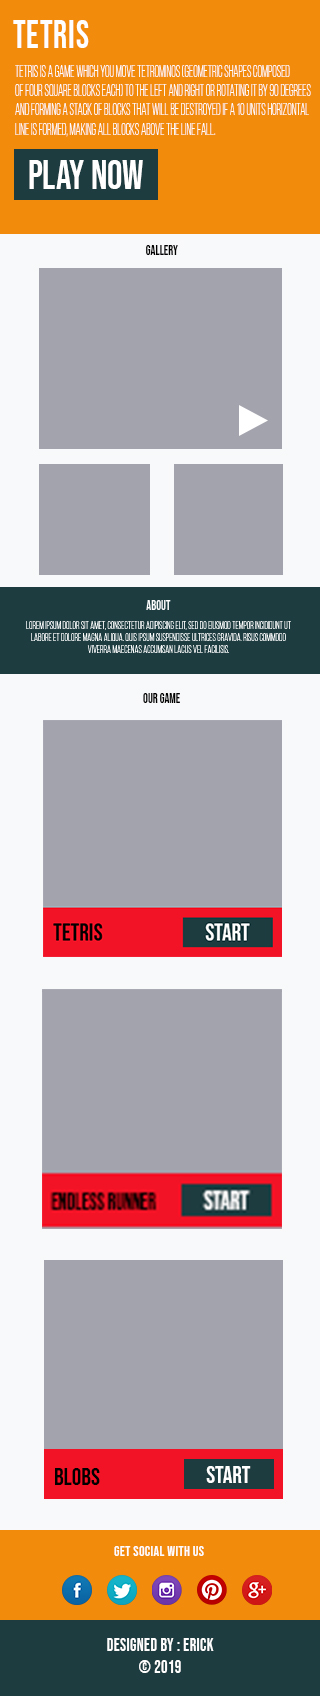 TETRIS
TETRIS IS A GAME WHICH YOU MOVE TETROMINOS (GEOMETRIC SHAPES COMPOSED
OF FOUR SQUARE BLOCKS EACH) TO THE LEFT AND RIGHT OR ROTATING IT BY 90 DEGREES
AND FORMING A STACK OF BLOCKS THAT WILL BE DESTROYED IF A 10 UNITS HORIZONTAL
LINE IS FORMED, MAKING ALL BLOCKS ABOVE THE LINE FALL.
PLAY NOW
GALLERY
ABOUT
LOREM IPSUM DOLOR SIT AMET, CONSECTETUR ADIPISCING ELIT, SED DO EIUSMOD TEMPOR INCIDIDUNT UT
LABORE ET DOLORE MAGNA ALIQUA. QUIS IPSUM SUSPENDISSE ULTRICES GRAVIDA. RISUS COMMODO
VIVERRA MAECENAS ACCUMSAN LACUS VEL FACILISIS.
OUR GAME
TETRIS START
ENDLESS RUNNER START
BLOBS START
GET SOCIAL WITH US
f g+
DESIGNED BY : ERICK
© 2019